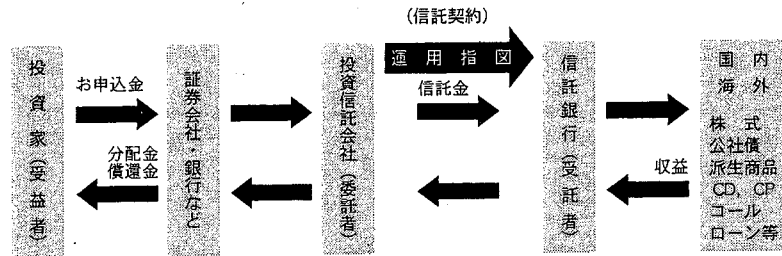 (信託契約)
運用指図
投資家(受益者)
お申込金
分配金
償還金
証券会社・銀行など
投資信託会社(委託者)
信託金
信託銀行(受託者)
収益
国内
海外
株式
公社債
派生商品
CD, CP
コール
ローン等